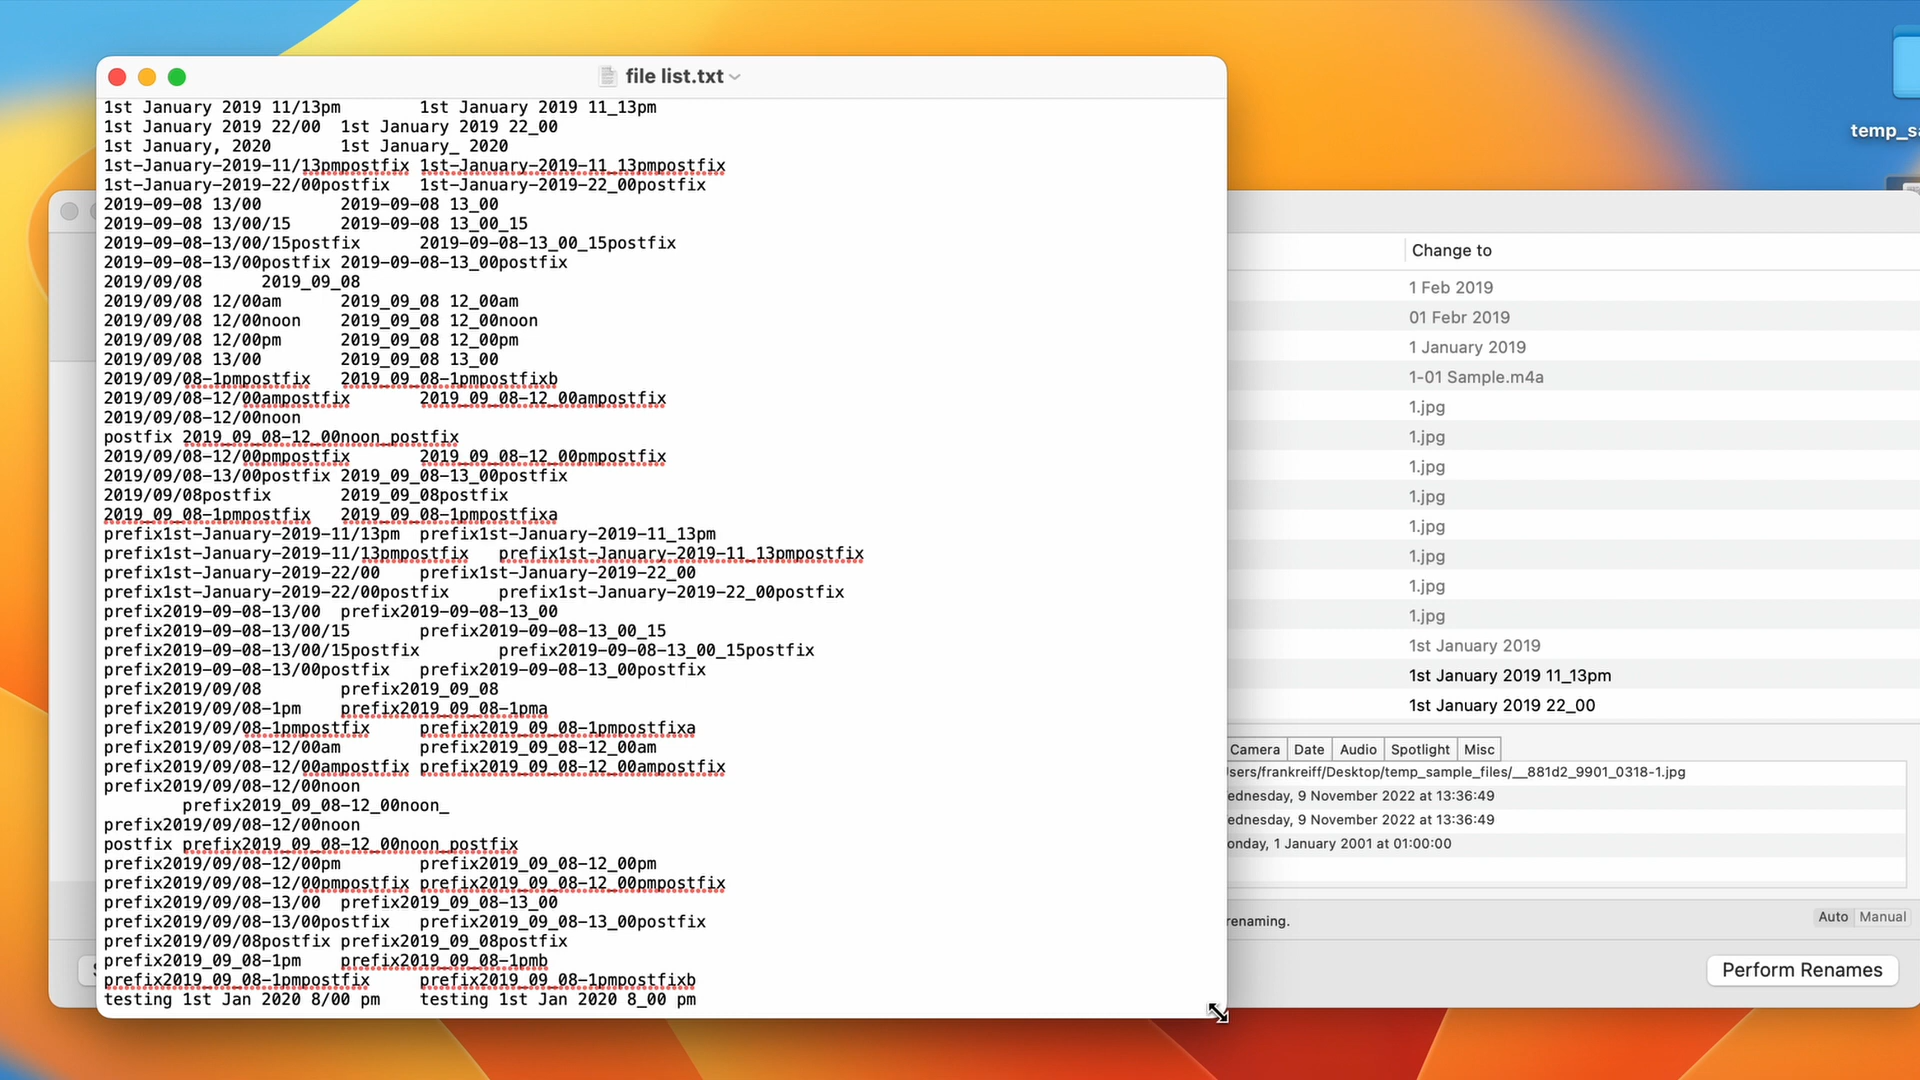 file list.txt
1st January 2019 11/13pm 1st January 2019 11_13pm
1st January 2019 22/00 1st January 2019 22_00
1st January, 2020 1st January_ 2020
1st-January-2019-11/13pmpostfix 1st-January-2019-11_13pmpostfix
1st-January-2019-22/00postfix 1st-January-2019-22_00postfix
2019-09-08 13/00 2019-09-08 13_00
2019-09-08 13/00/15 2019-09-08 13_00_15
2019-09-08-13/00/15postfix 2019-09-08-13_00_15postfix
2019-09-08-13/00postfix 2019-09-08-13_00postfix
2019/09/08 2019_09_08
2019/09/08 12/00am 2019_09_08 12_00am
2019/09/08 12/00noon 2019_09_08 12_00noon
2019/09/08 12/00pm 2019_09_08 12_00pm
2019/09/08 13/00 2019_09_08 13_00
2019/09/08-1pmpostfix 2019_09_08-1pmpostfixb
2019/09/08-12/00ampostfix 2019_09_08-12_00ampostfix
2019/09/08-12/00noon
postfix 2019_09_08-12_00noon_postfix
2019/09/08-12/00pmpostfix 2019_09_08-12_00pmpostfix
2019/09/08-13/00postfix 2019_09_08-13_00postfix
2019/09/08postfix 2019_09_08postfix
2019_09_08-1pmpostfix 2019_09_08-1pmpostfixa
prefix1st-January-2019-11/13pm prefix1st-January-2019-11_13pm
prefix1st-January-2019-11/13pmpostfix prefix1st-January-2019-11_13pmpostfix
prefix1st-January-2019-22/00 prefix1st-January-2019-22_00
prefix1st-January-2019-22/00postfix prefix1st-January-2019-22_00postfix
prefix2019-09-08-13/00 prefix2019-09-08-13_00
prefix2019-09-08-13/00/15 prefix2019-09-08-13_00_15
prefix2019-09-08-13/00/15postfix prefix2019-09-08-13_00_15postfix
prefix2019-09-08-13/00postfix prefix2019-09-08-13_00postfix
prefix2019/09/08 prefix2019_09_08
prefix2019/09/08-1pm prefix2019_09_08-1pma
prefix2019/09/08-1pmpostfix prefix2019_09_08-1pmpostfixa
prefix2019/09/08-12/00am prefix2019_09_08-12_00am
prefix2019/09/08-12/00ampostfix prefix2019_09_08-12_00ampostfix
prefix2019/09/08-12/00noon
prefix2019_09_08-12_00noon_
prefix2019/09/08-12/00noon
postfix prefix2019_09_08-12_00noon_postfix
prefix2019/09/08-12/00pm prefix2019_09_08-12_00pm
prefix2019/09/08-12/00pmpostfix prefix2019_09_08-12_00pmpostfix
prefix2019/09/08-13/00 prefix2019_09_08-13_00
prefix2019/09/08-13/00postfix prefix2019_09_08-13_00postfix
prefix2019/09/08postfix prefix2019_09_08postfix
prefix2019_09_08-1pm prefix2019_09_08-1pmb
prefix2019_09_08-1pmpostfix prefix2019_09_08-1pmpostfixb
testing 1st Jan 2020 8/00 pm testing 1st Jan 2020 8_00 pm
temp_sa
Change to
1 Feb 2019
01 Febr 2019
1 January 2019
1-01 Sample.m4a
1.jpg
1.jpg
1.jpg
1.jpg
1.jpg
1.jpg
1.jpg
1.jpg
1st January 2019
1st January 2019 11_13pm
1st January 2019 22_00
Camera Date Audio Spotlight Misc
sers/frankreiff/Desktop/temp_sample_files/__881d2_9901_0318-1.jpg
ednesday, 9 November 2022 at 13:36:49
ednesday, 9 November 2022 at 13:36:49
onday, 1 January 2001 at 01:00:00
renaming.
Auto Manual
Perform Renames